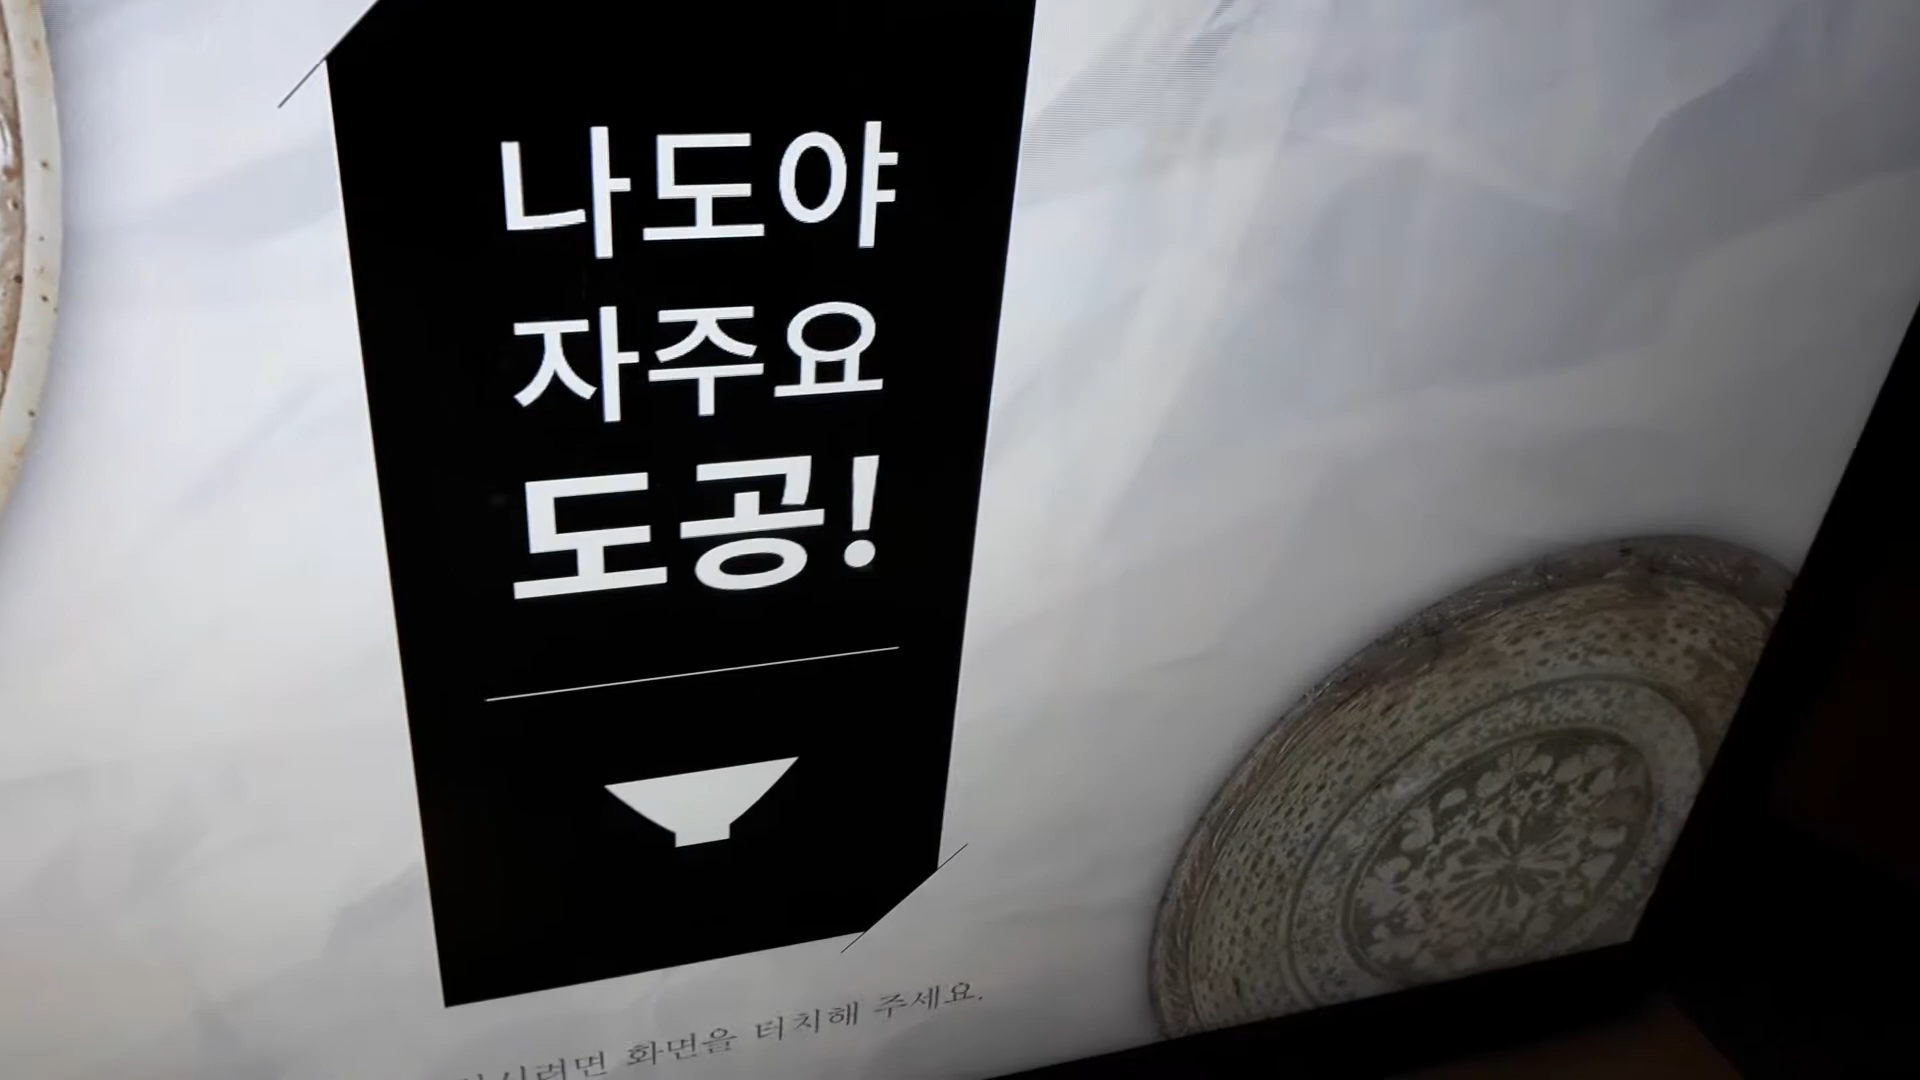 나도야
자주요
도공!
화면을 터치해 주세요.